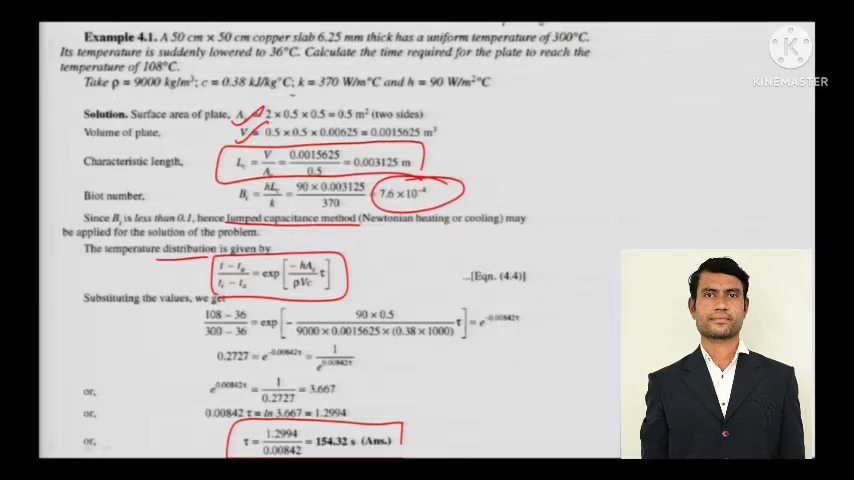 Example 4.1. A 50 cm × 50 cm copper slab 6.25 mm thick has a uniform temperature of 300°C.
Its temperature is suddenly lowered to 36°C. Calculate the time required for the plate to reach the
temperature of 108°C.
Take ρ = 9000 kg/m³; c = 0.38 kJ/kg°C; k = 370 W/m°C and h = 90 W/m²°C
KINEMASTER
Solution. Surface area of plate, A = 2 × 0.5 × 0.5 = 0.5 m² (two sides)
Volume of plate, V = 0.5 × 0.5 × 0.00625 = 0.0015625 m³
Characteristic length, L_c = V/A_s = 0.0015625/0.5 = 0.003125 m
Biot number, B_i = hL_c/k = 90 × 0.003125/370 7.6 × 10⁻⁴
Since B_i is less than 0.1, hence lumped capacitance method (Newtonian heating or cooling) may
be applied for the solution of the problem.
The temperature distribution is given by
(t – t_a)/(t_i – t_a) = exp [–hA_s/ρVc τ] ...[Eqn. (4.4)]
Substituting the values, we get
(108 – 36)/(300 – 36) = exp [– 90 × 0.5/(9000 × 0.0015625 × (0.38 × 1000)) τ] = e^–0.00842τ
0.2727 = e^–0.00842τ = 1/e^0.00842τ
or, e^0.00842τ = 1/0.2727 = 3.667
or, 0.00842 τ = ln 3.667 = 1.2994
or, τ = 1.2994/0.00842 = 154.32 s (Ans.)